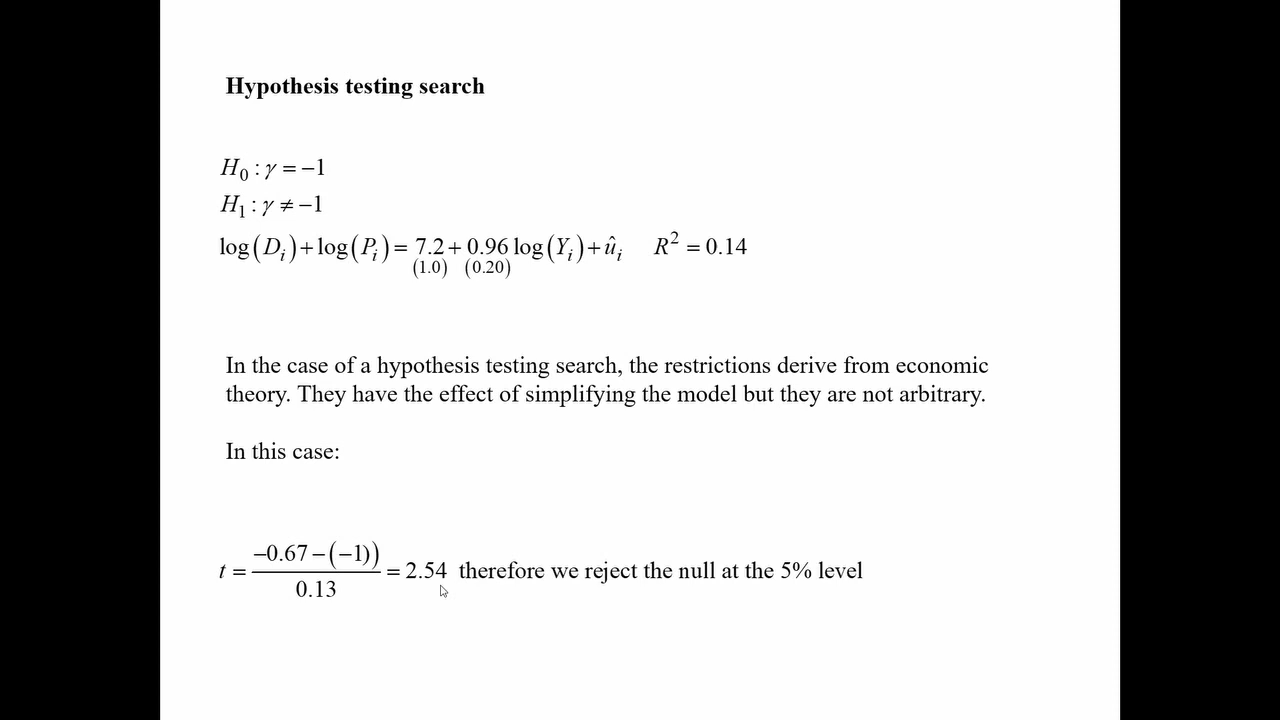 Hypothesis testing search
H₀ : γ = −1
H₁ : γ ≠ −1
log(Dᵢ) + log(Pᵢ) = 7.2 + 0.96 log(Yᵢ) + ûᵢ R² = 0.14
(1.0) (0.20)
In the case of a hypothesis testing search, the restrictions derive from economic
theory. They have the effect of simplifying the model but they are not arbitrary.
In this case:
−0.67 − (−1))
t = = 2.54 therefore we reject the null at the 5% level
0.13